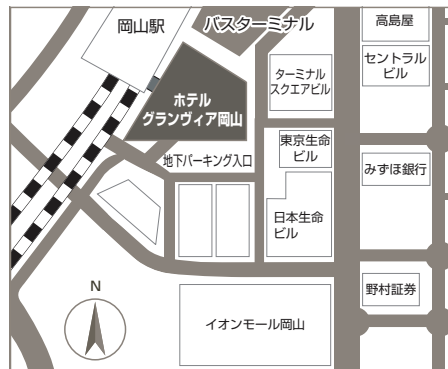 岡山駅
バスターミナル
高島屋
セントラル
ビル
ターミナル
スクエアビル
ホテル
グランヴィア岡山
東京生命
ビル
地下パーキング入口
みずほ銀行
日本生命
ビル
N
野村証券
イオンモール岡山